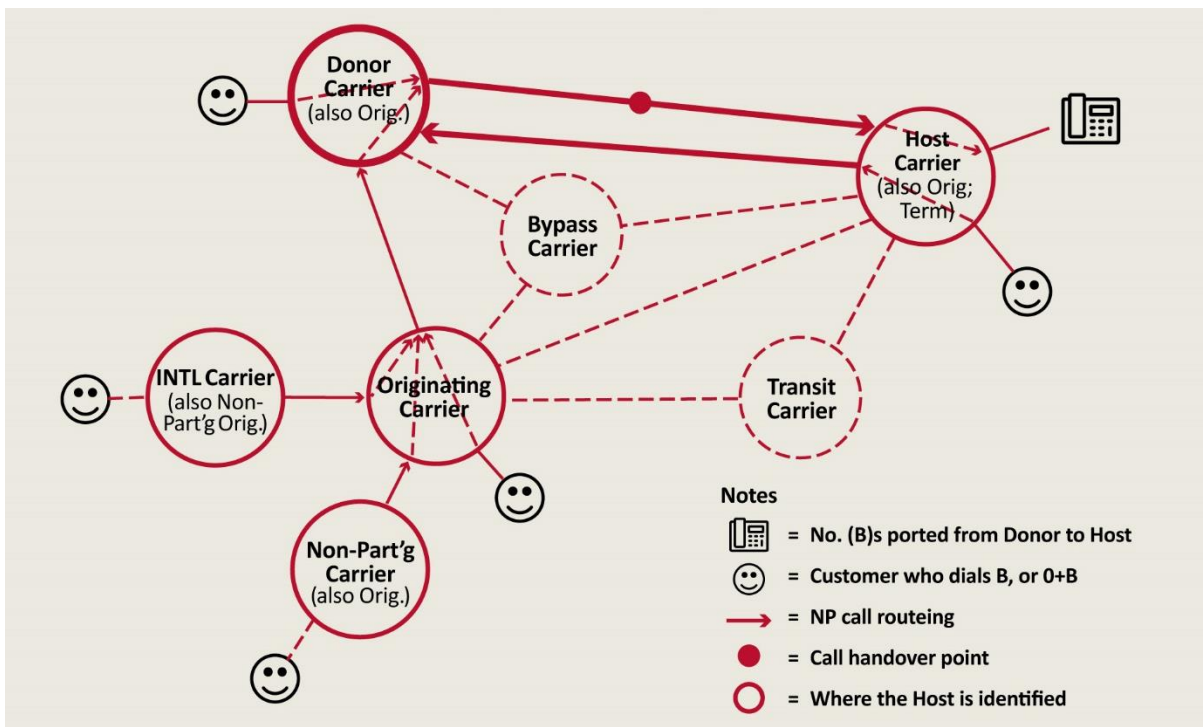 Donor
Carrier
(also Orig.)
Host
Carrier
(also Orig;
Term)
Bypass
Carrier
INTL Carrier
(also Non-
Part'g Orig.)
Originating
Carrier
Transit
Carrier
Non-Part'g
Carrier
(also Orig.)
Notes
= No. (B)s ported from Donor to Host
= Customer who dials B, or 0+B
= NP call routeing
= Call handover point
= Where the Host is identified